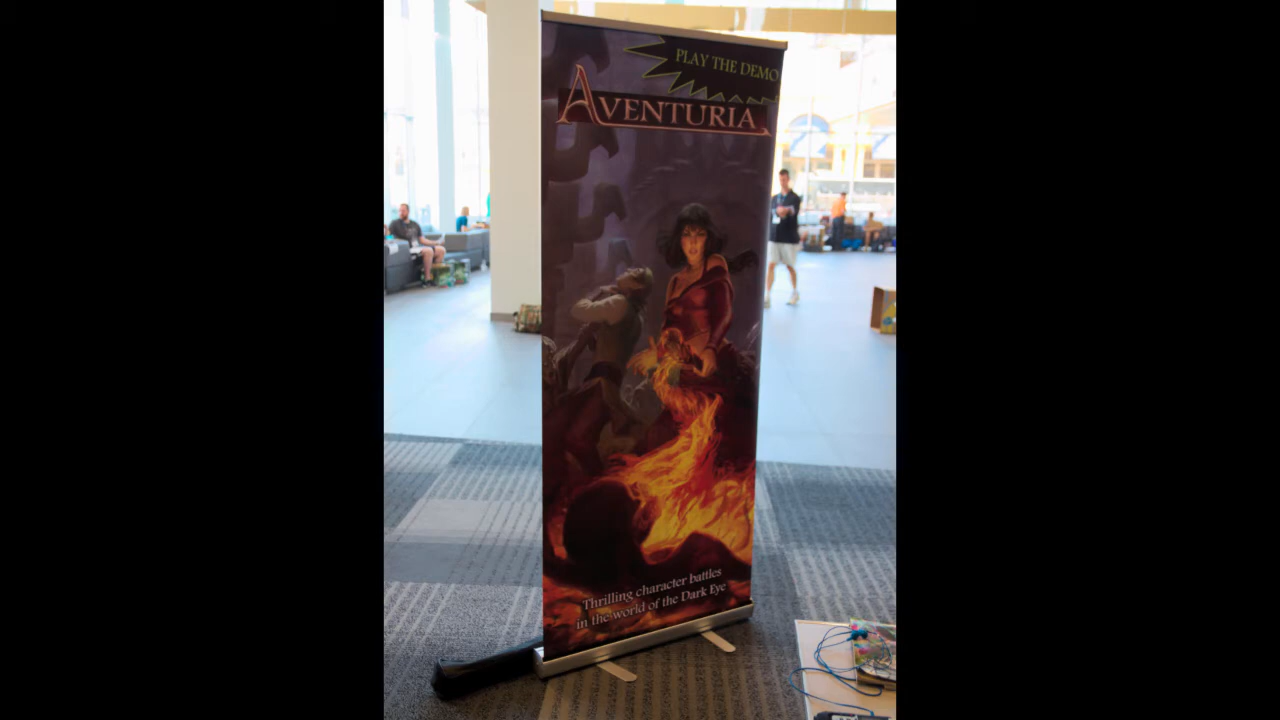 PLAY THE DEMO
AVENTURIA
Thrilling character battles
in the world of the Dark Eye